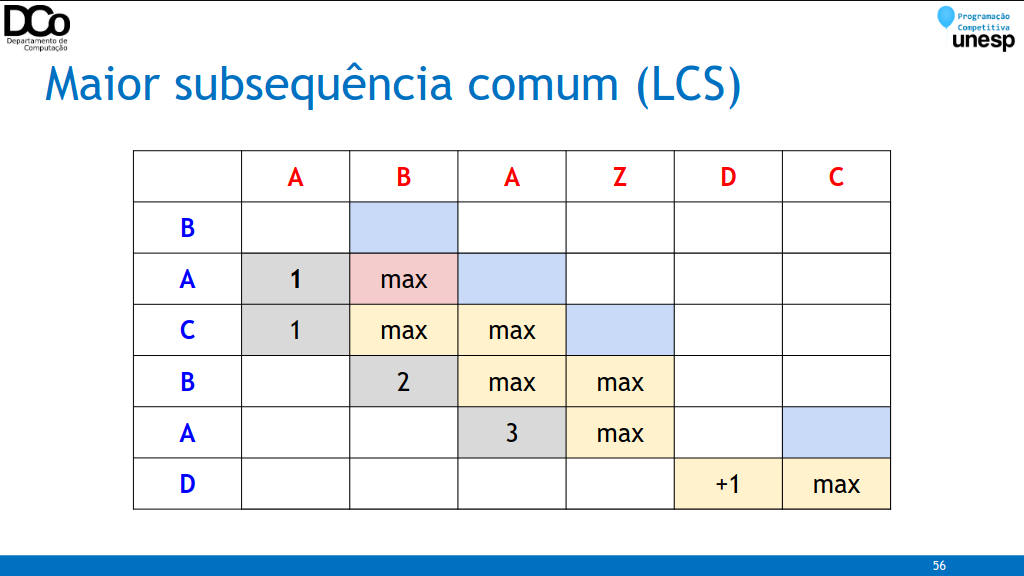 DCo
Departamento de
Computação
Programação
Competitiva
unesp
Maior subsequência comum (LCS)
A B A Z D C
B
A 1 max
C 1 max max
B 2 max max
A 3 max
D +1 max
56